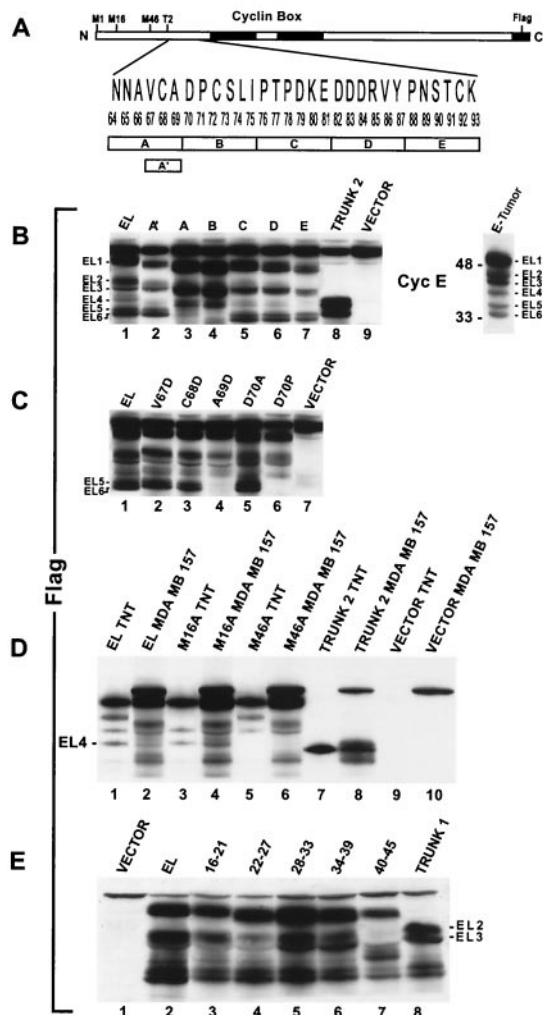 A
Cyclin Box
M1 M16 M46 T2 Flag
N C
NNAVCADPCSLIPTPDKEDDDRVYPNSTCK
64 65 66 67 68 69 70 71 72 73 74 75 76 77 78 79 80 81 82 83 84 85 86 87 88 89 90 91 92 93
A B C D E
A'
Flag
B
EL A' A B C D E TRUNK 2 VECTOR
EL1
EL2
EL3
EL4
EL5
EL6
1 2 3 4 5 6 7 8 9
Cyc E
E-Tumor
48
33
EL1
EL2
EL3
EL4
EL5
EL6
C
EL V67D C68D A69D D70A D70P VECTOR
EL5
EL6
1 2 3 4 5 6 7
D
EL TNT EL MDA MB 157 M16A TNT M16A MDA MB 157 M46A TNT M46A MDA MB 157 TRUNK 2 TNT TRUNK 2 MDA MB 157 VECTOR TNT VECTOR MDA MB 157
EL4
1 2 3 4 5 6 7 8 9 10
E
VECTOR EL 16-21 22-27 28-33 34-39 40-45 TRUNK 1
EL2
EL3
1 2 3 4 5 6 7 8